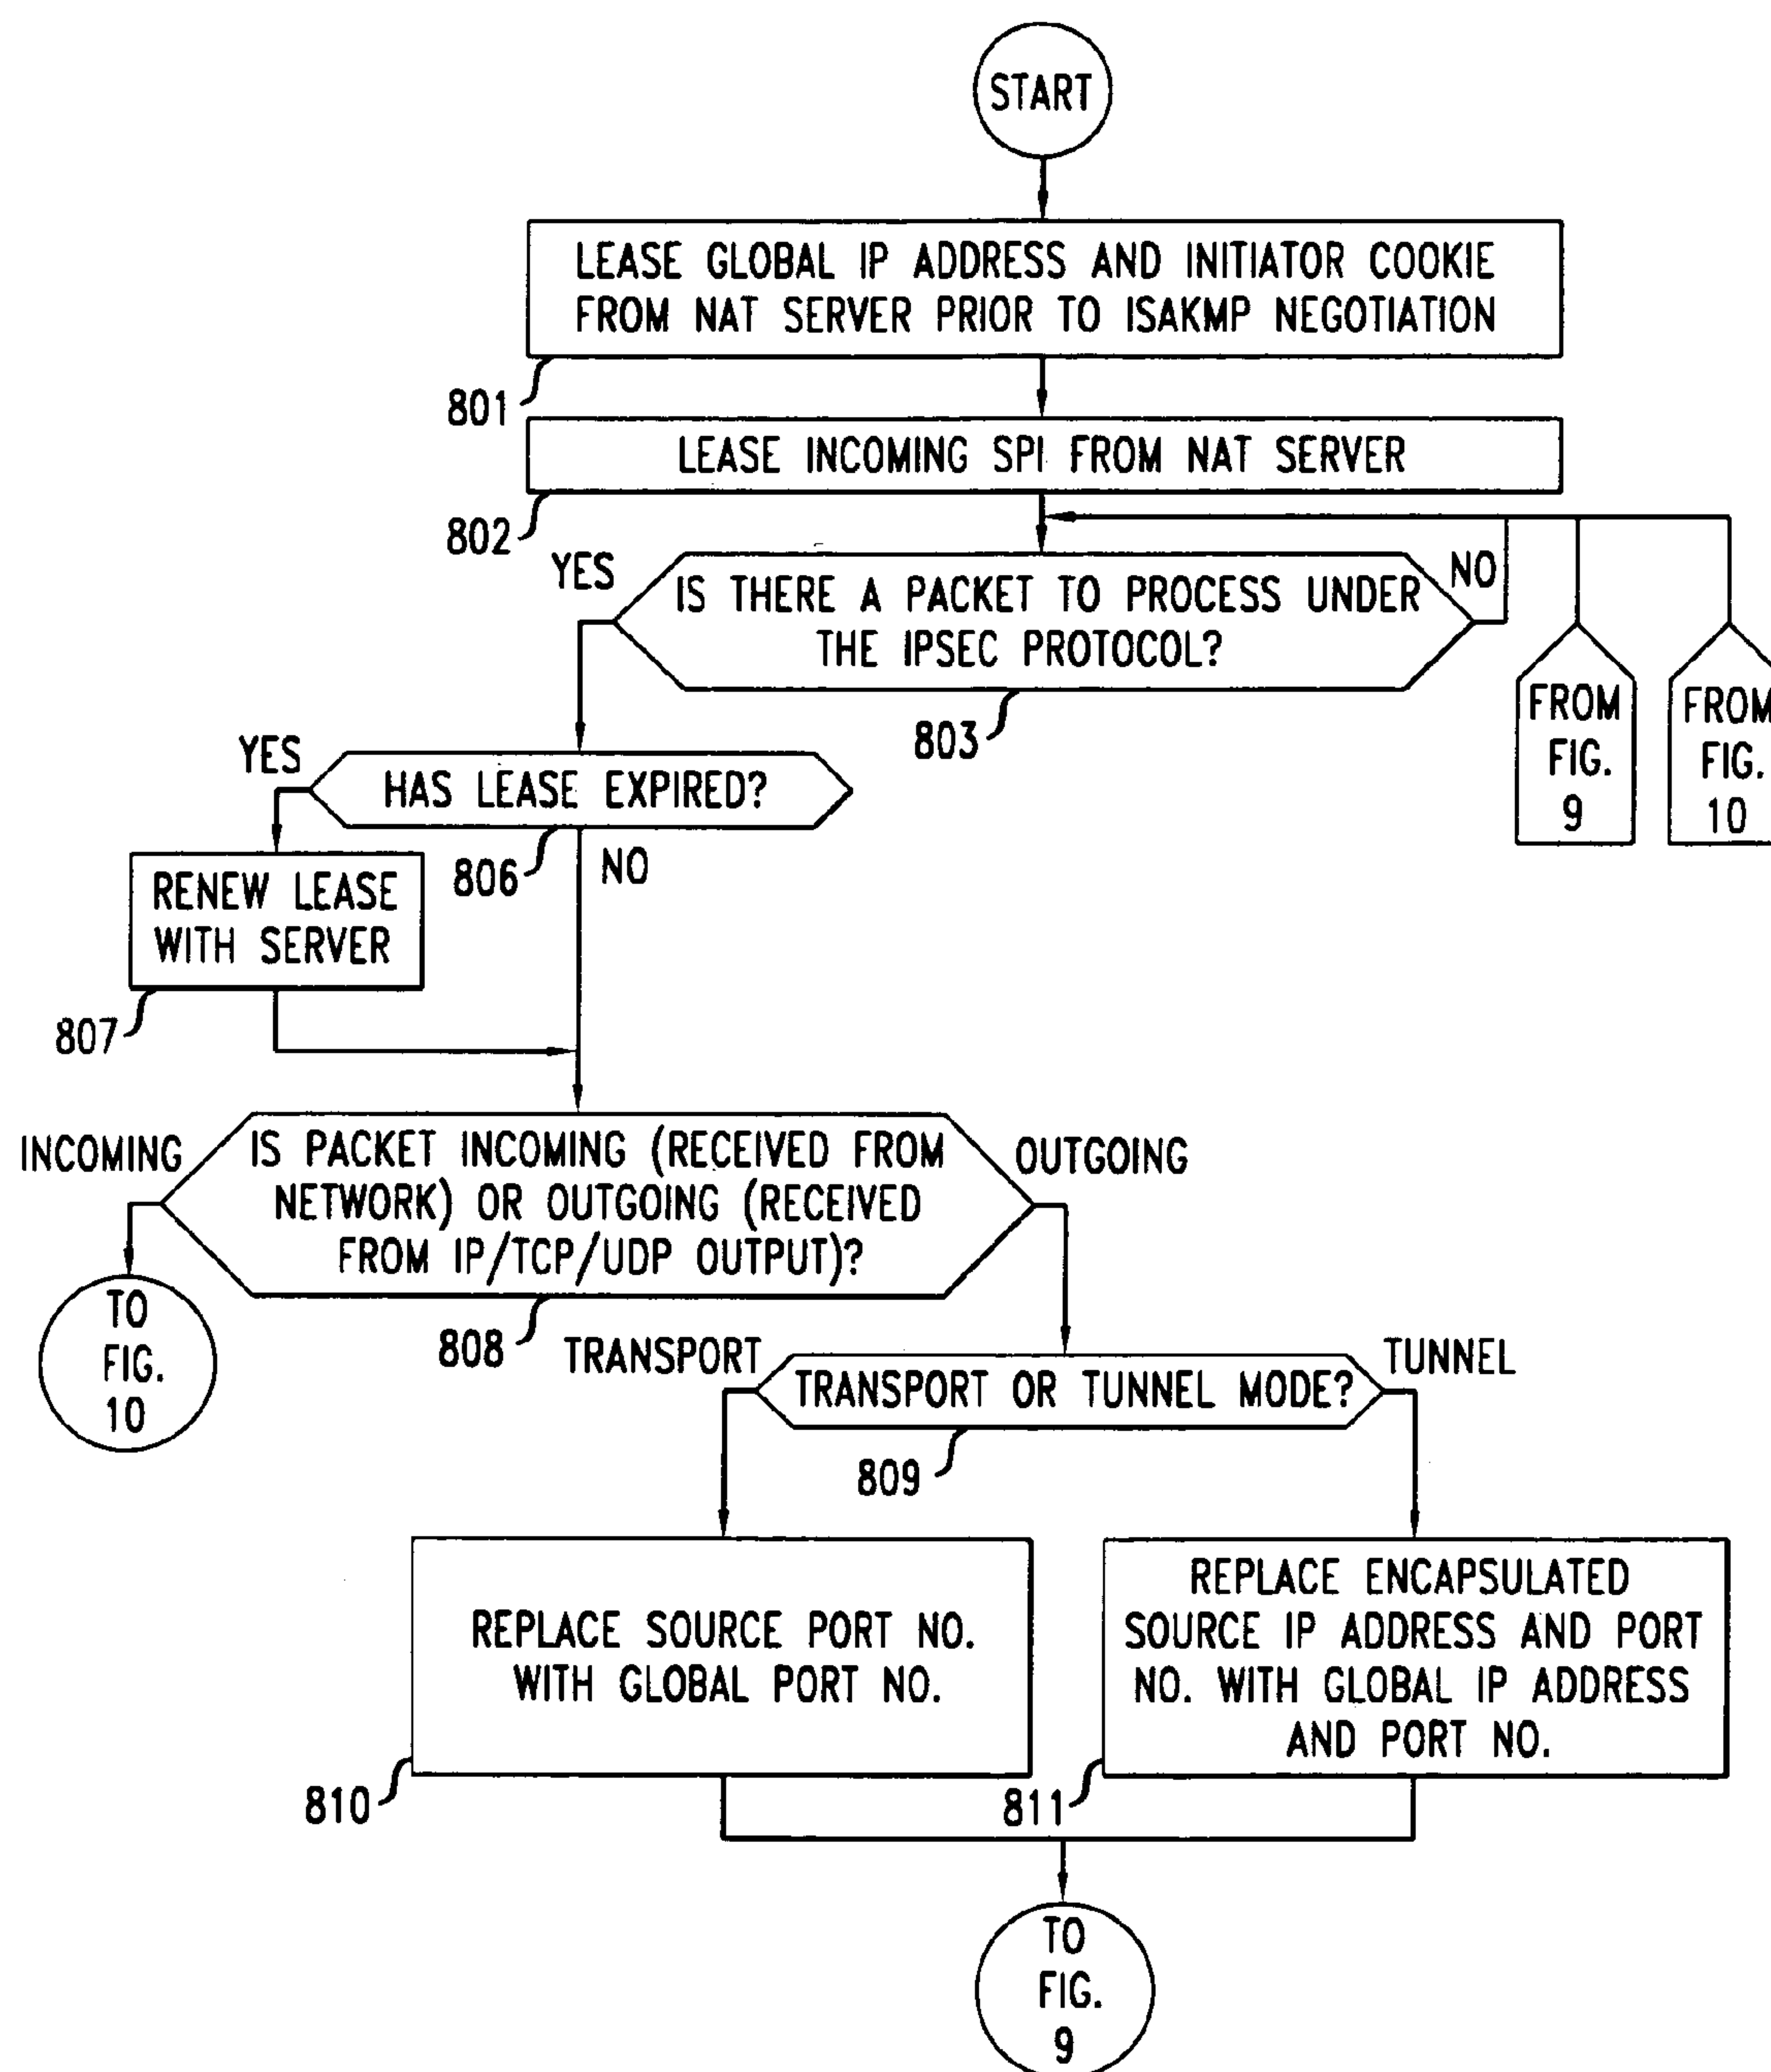 START
LEASE GLOBAL IP ADDRESS AND INITIATOR COOKIE
FROM NAT SERVER PRIOR TO ISAKMP NEGOTIATION
801
LEASE INCOMING SPI FROM NAT SERVER
802
YES
IS THERE A PACKET TO PROCESS UNDER
THE IPSEC PROTOCOL?
NO
803
FROM
FIG.
9
FROM
FIG.
10
YES
HAS LEASE EXPIRED?
806
NO
RENEW LEASE
WITH SERVER
807
INCOMING
IS PACKET INCOMING (RECEIVED FROM
NETWORK) OR OUTGOING (RECEIVED
FROM IP/TCP/UDP OUTPUT)?
OUTGOING
808
TO
FIG.
10
TRANSPORT
TRANSPORT OR TUNNEL MODE?
TUNNEL
809
REPLACE SOURCE PORT NO.
WITH GLOBAL PORT NO.
810
REPLACE ENCAPSULATED
SOURCE IP ADDRESS AND PORT
NO. WITH GLOBAL IP ADDRESS
AND PORT NO.
811
TO
FIG.
9